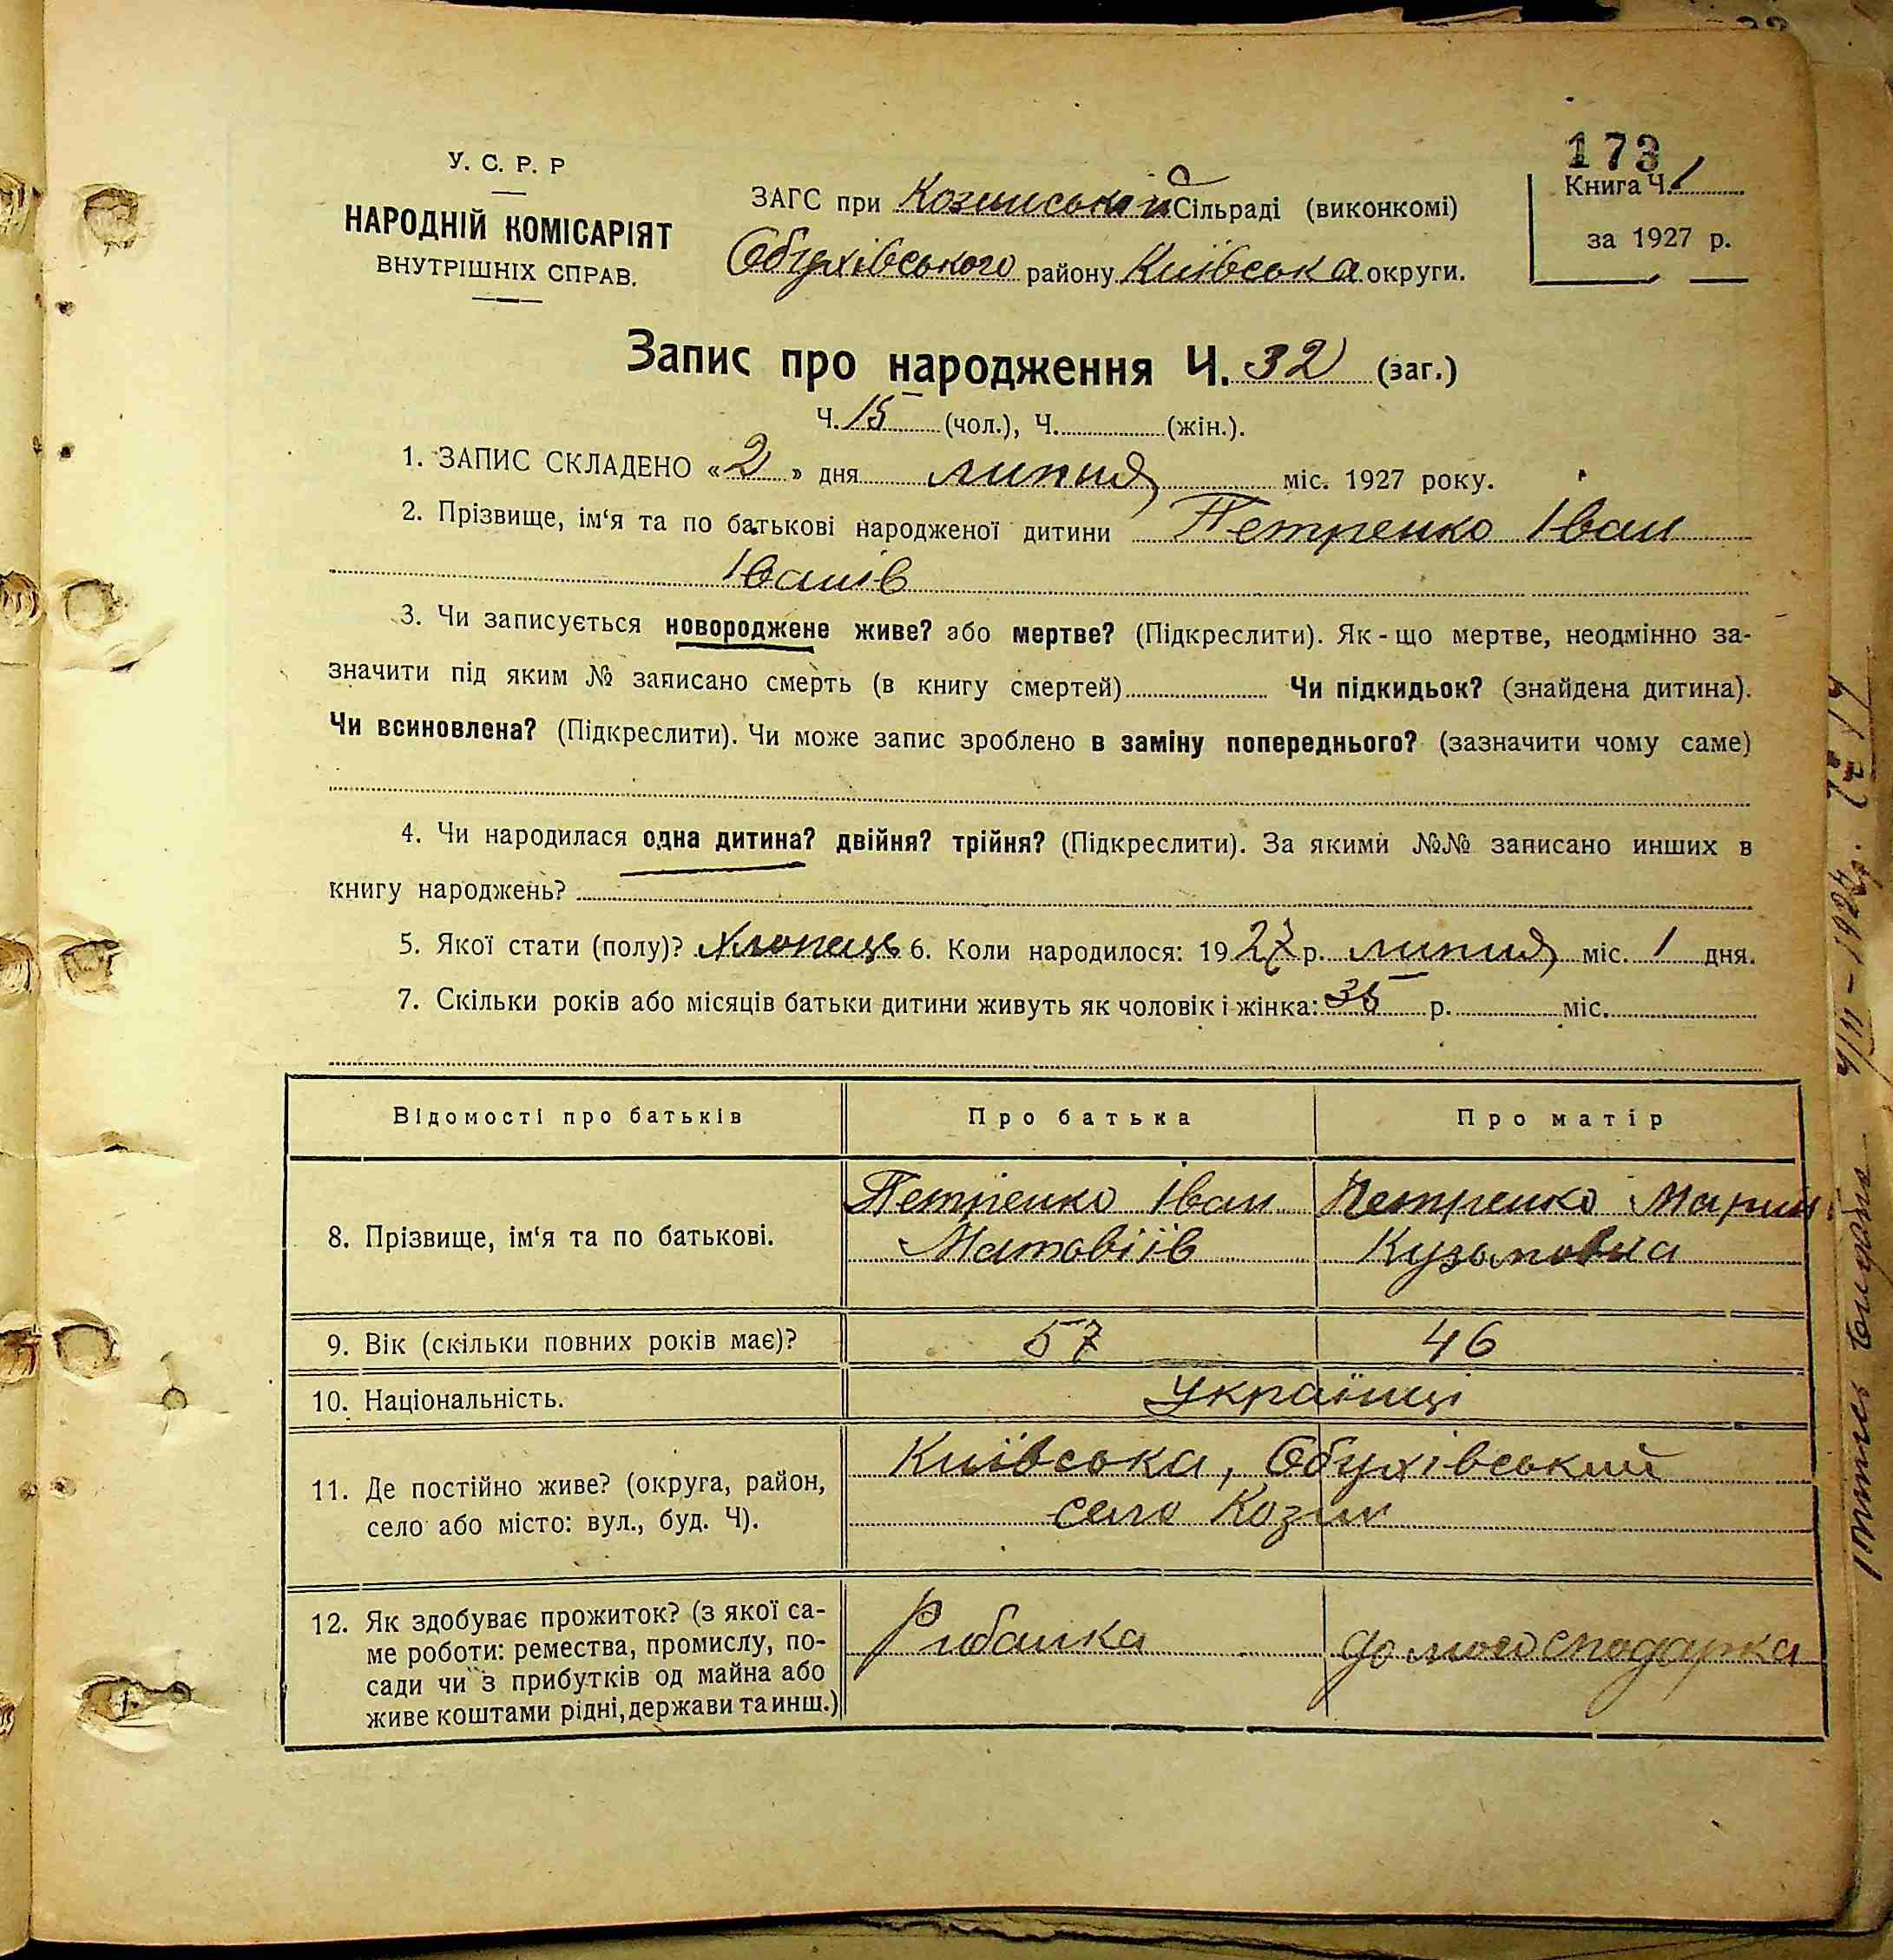 173
У. С. Р. Р
НАРОДНІЙ КОМІСАРІЯТ
ВНУТРІШНІХ СПРАВ.
ЗАГС при Козинській Сільраді (виконкомі)
Обухівського району Київська округи.
Книга Ч. 1
за 1927 р.
Запис про народження Ч. 32 (заг.)
Ч. 15 (чол.), Ч. (жін.).
1. ЗАПИС СКЛАДЕНО «2» дня липня міс. 1927 року.
2. Прізвище, ім‘я та по батькові народженої дитини Петренко Іван
Іванів
3. Чи записується новороджене живе? або мертве? (Підкреслити). Як-що мертве, неодмінно за-
значити під яким № записано смерть (в книгу смертей) Чи підкидьок? (знайдена дитина).
Чи всиновлена? (Підкреслити). Чи може запис зроблено в заміну попереднього? (зазначити чому саме)
4. Чи народилася одна дитина? двійня? трійня? (Підкреслити). За якими №№ записано инших в
книгу народжень?
5. Якої стати (полу)? Хлопець 6. Коли народилося: 1927 р. липня міс. 1 дня.
7. Скільки років або місяців батьки дитини живуть як чоловік і жінка: 35 р. міс.
Відомості про батьків Про батька Про матір
8. Прізвище, ім‘я та по батькові.
Петренко Іван
Матовіїв
Петренко Мария
Кузьмовна
9. Вік (скільки повних років має)? 57 46
10. Національність. Українці
11. Де постійно живе? (округа, район,
село або місто: вул., буд. Ч).
Київська, Обухівський
село Козин
12. Як здобуває прожиток? (з якої са-
ме роботи: ремества, промислу, по-
сади чи з прибутків од майна або
живе коштами рідні, держави та инш.)
Рибалка
домогосподарка